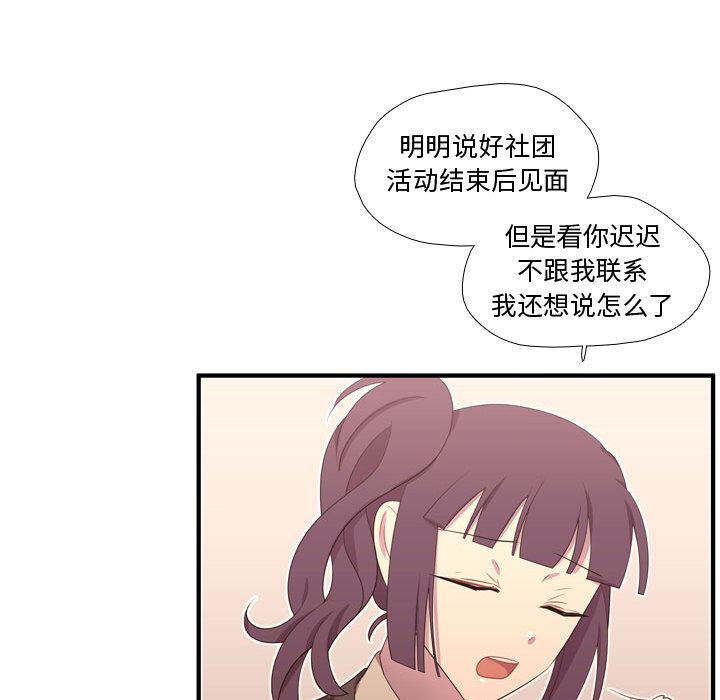 明明说好社团
活动结束后见面
但是看你迟迟
不跟我联系
我还想说怎么了